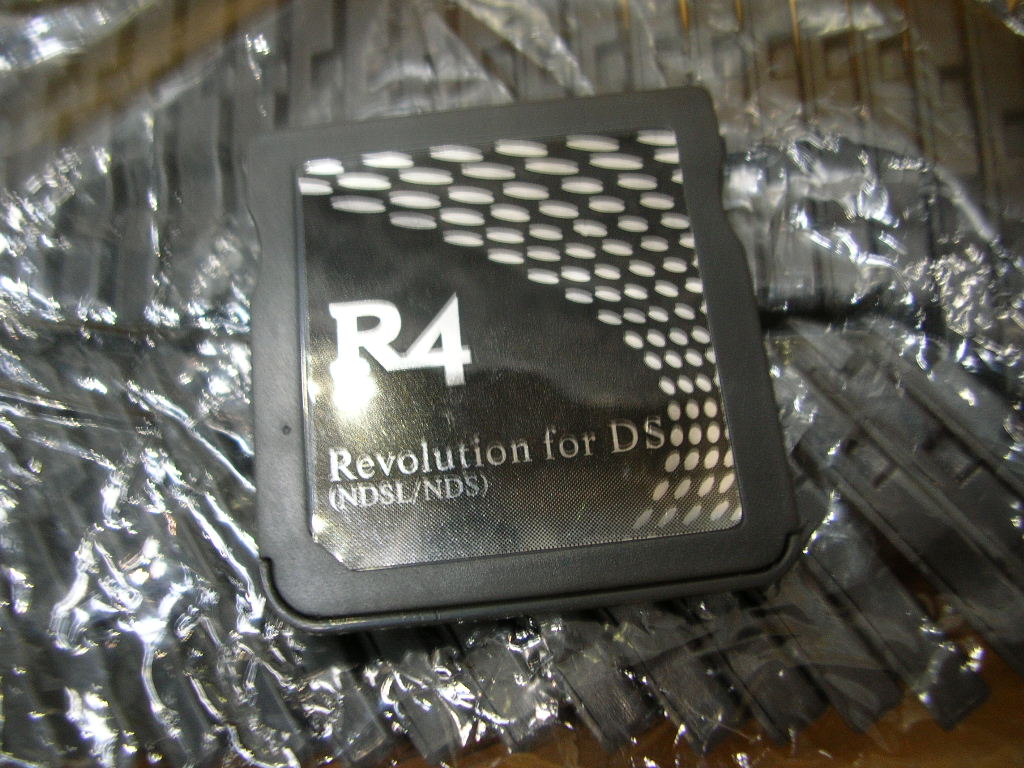 R4
Revolution for DS
(NDSL/NDS)